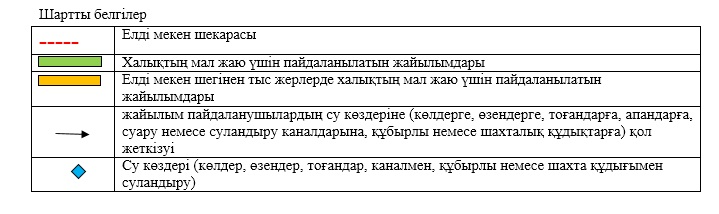 Шартты белгілер
Елді мекен шекарасы
Халықтың мал жаю үшін пайдаланылатын жайылымдары
Елді мекен шегінен тыс жерлерде халықтың мал жаю үшін пайдаланылатын
жайылымдары
жайылым пайдаланушылардың су көздеріне (көлдерге, өзендерге, тоғандарға, апандарға,
суару немесе суландыру каналдарына, құбырлы немесе шахталық құдықтарға) қол
жеткізуі
Су көздері (көлдер, өзендер, тоғандар, каналмен, құбырлы немесе шахта құдығымен
суландыру)